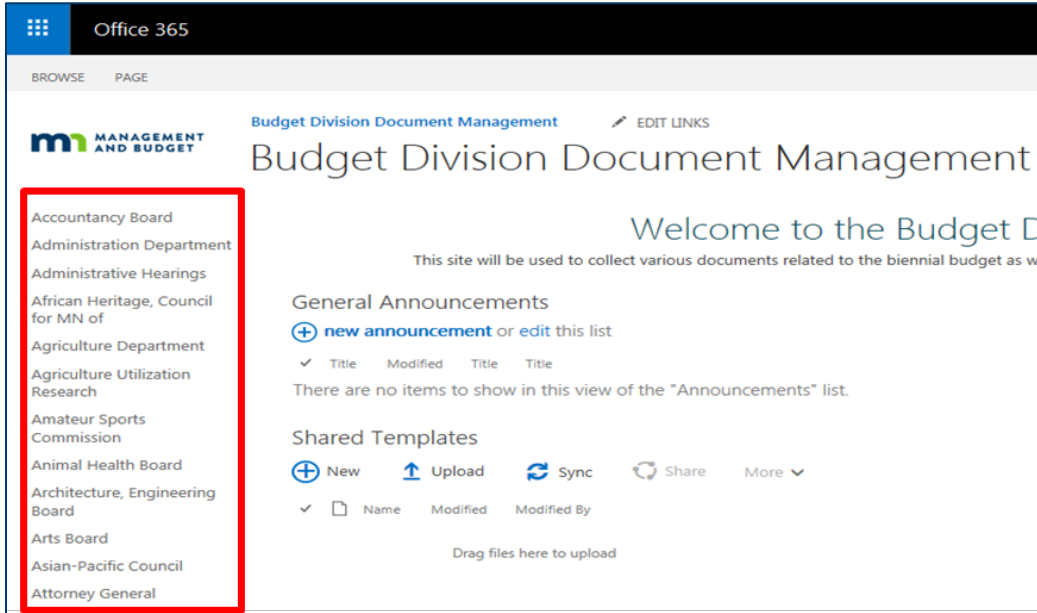 Office 365
BROWSE PAGE
mn MANAGEMENT
AND BUDGET
Budget Division Document Management EDIT LINKS
Budget Division Document Management
Accountancy Board
Administration Department
Administrative Hearings
African Heritage, Council
for MN of
Agriculture Department
Agriculture Utilization
Research
Amateur Sports
Commission
Animal Health Board
Architecture, Engineering
Board
Arts Board
Asian-Pacific Council
Attorney General
Welcome to the Budget D
This site will be used to collect various documents related to the biennial budget as w
General Announcements
new announcement or edit this list
Title Modified Title Title
There are no items to show in this view of the "Announcements" list.
Shared Templates
New Upload Sync Share More
Name Modified Modified By
Drag files here to upload